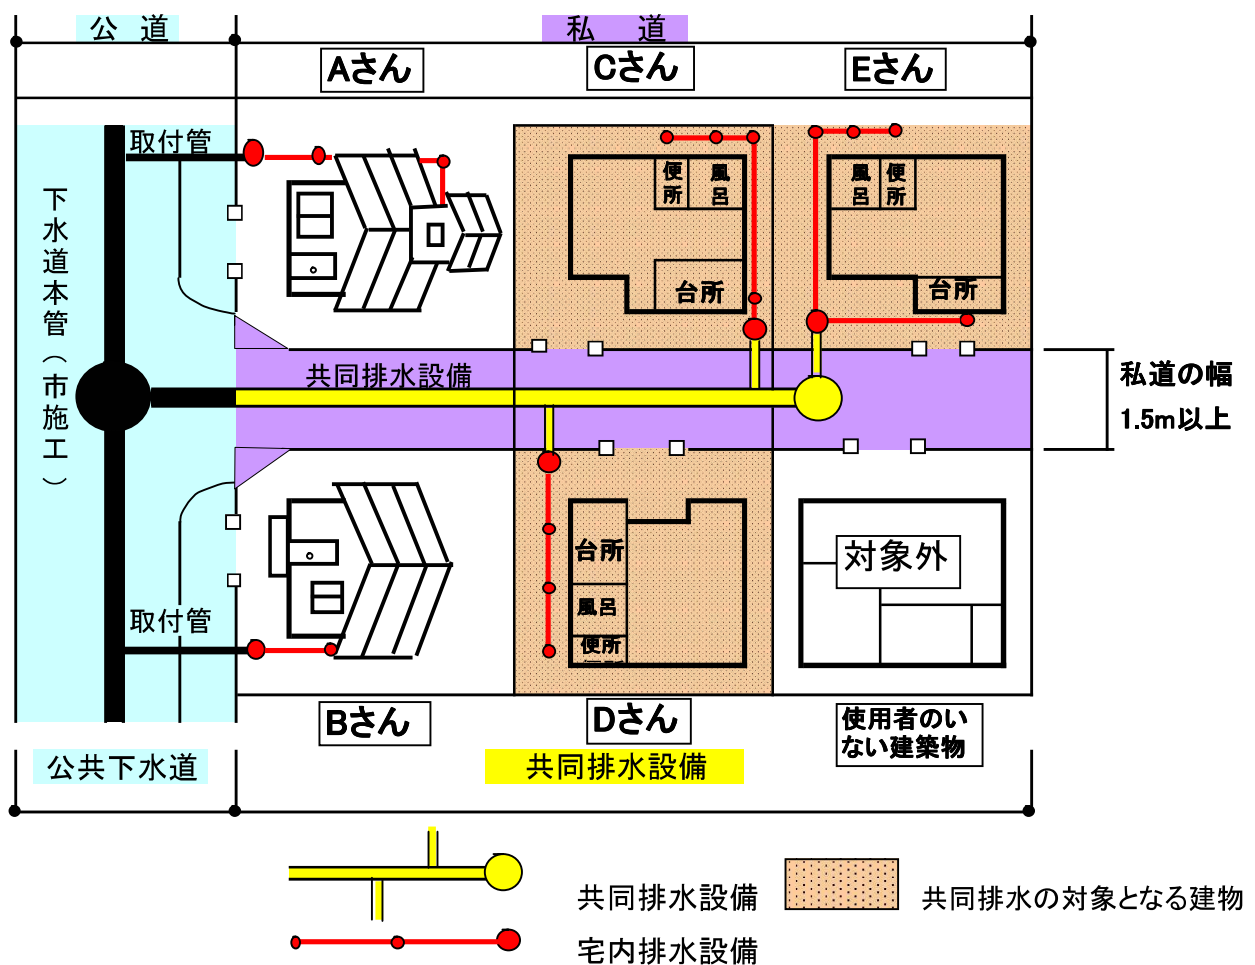 公　道
私　道
Aさん
Cさん
Eさん
取付管
下水道本管（市施工）
便所
風呂
台所
風呂
便所
台所
共同排水設備
私道の幅
1.5m以上
台所
風呂
便所
対象外
取付管
Bさん
Dさん
使用者のい
ない建築物
公共下水道
共同排水設備
共同排水設備
共同排水の対象となる建物
宅内排水設備